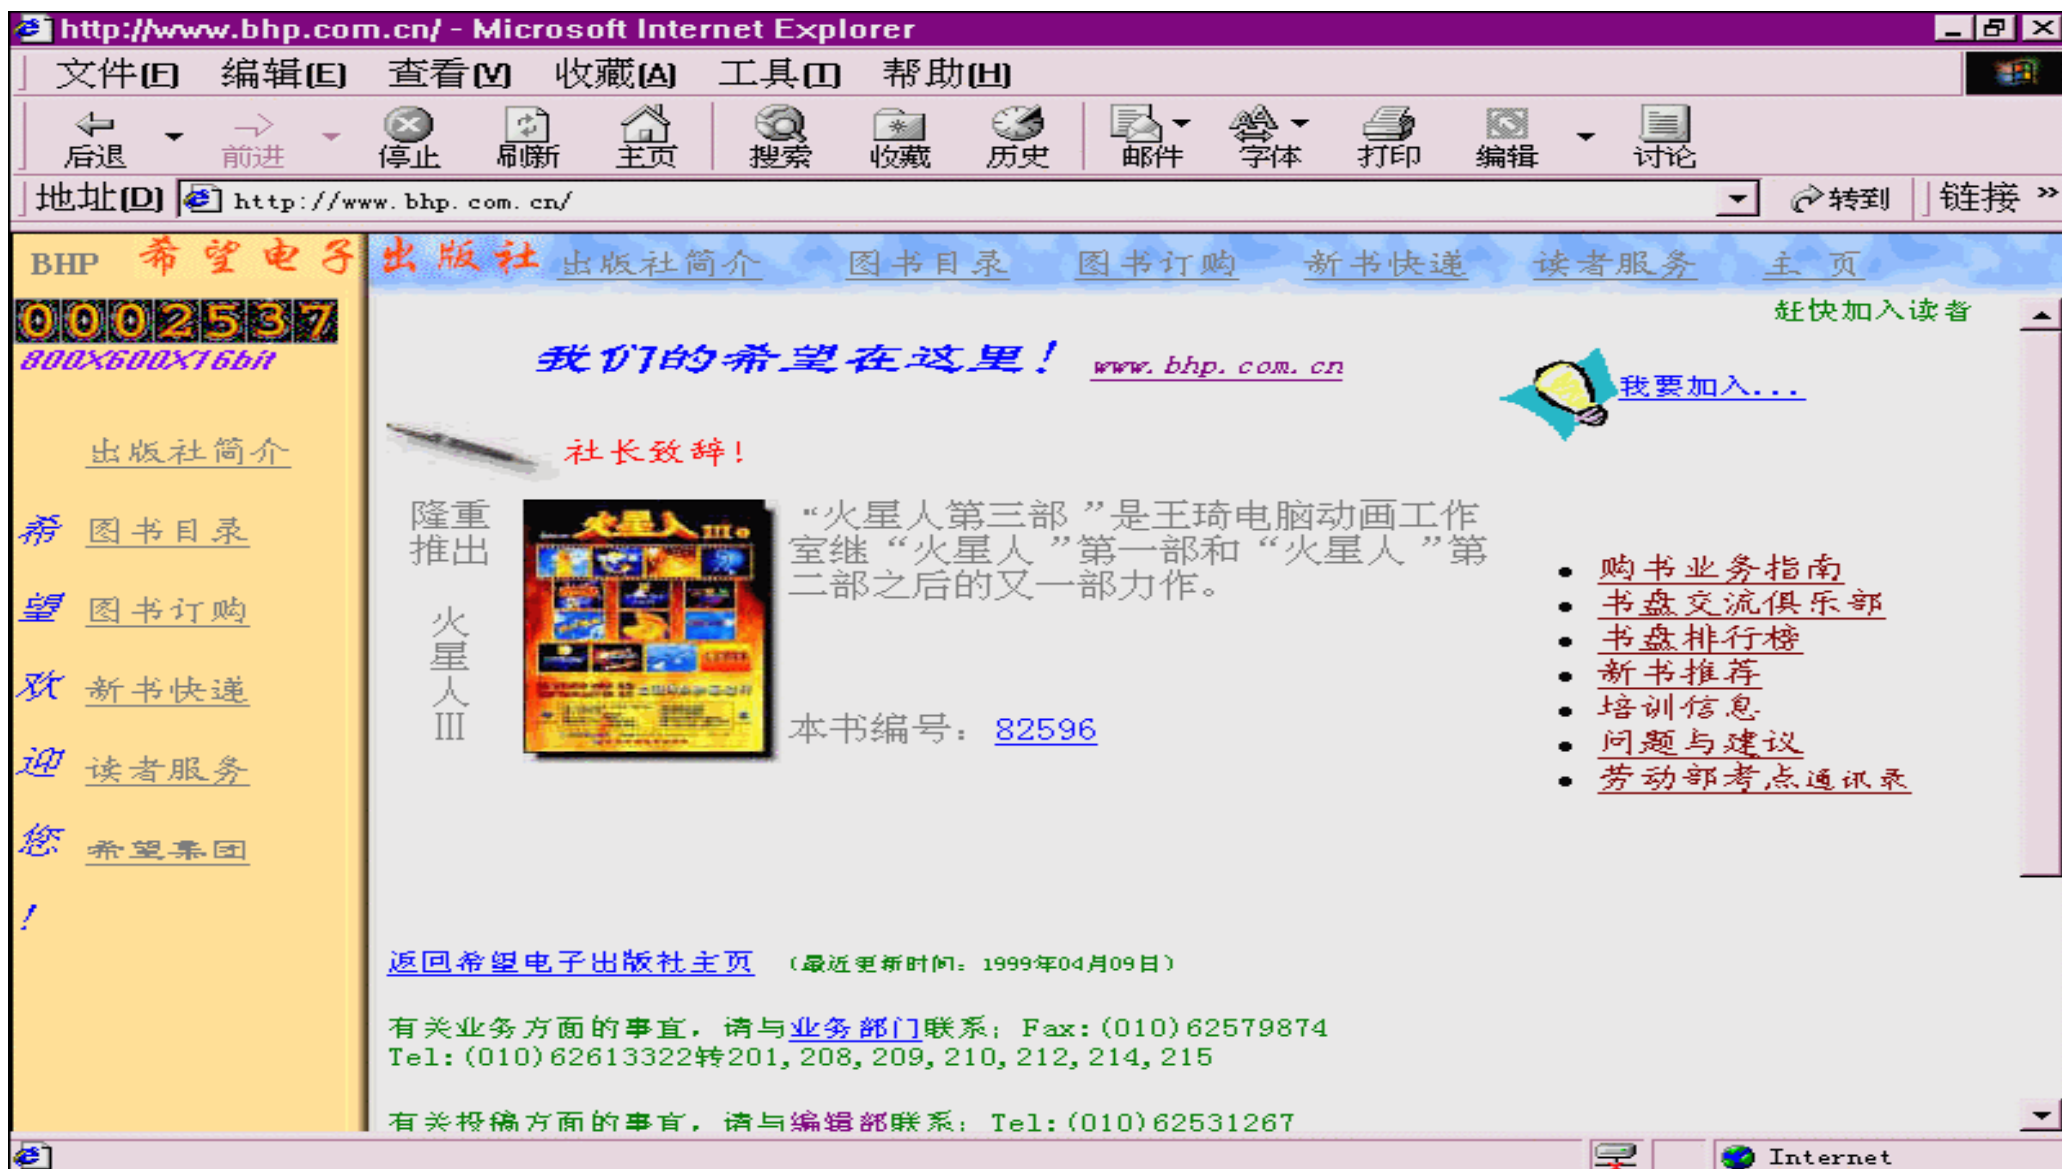 http://www.bhp.com.cn/ - Microsoft Internet Explorer
文件(F) 编辑(E) 查看(V) 收藏(A) 工具(T) 帮助(H)
后退 前进 停止 刷新 主页 搜索 收藏 历史 邮件 字体 打印 编辑 讨论
地址(D) http://www.bhp.com.cn/ 转到 链接 »
BHP 希望电子出版社 出版社简介 图书目录 图书订购 新书快递 读者服务 主 页
0002537
800X600X16bit
出版社简介
希 图书目录
望 图书订购
欢 新书快递
迎 读者服务
您 希望集团
!
赶快加入读者
我们的希望在这里! www.bhp.com.cn
我要加入...
社长致辞!
隆重
推出
火
星
人
III
火星人III
“火星人第三部”是王琦电脑动画工作
室继“火星人”第一部和“火星人”第
二部之后的又一部力作。
本书编号: 82596
购书业务指南
书盘交流俱乐部
书盘排行榜
新书推荐
培训信息
问题与建议
劳动部考点通讯录
返回希望电子出版社主页 (最近更新时间: 1999年04月09日)
有关业务方面的事宜, 请与业务部门联系; Fax:(010)62579874
Tel:(010)62613322转201,208,209,210,212,214,215
有关投稿方面的事宜, 请与编辑部联系: Tel:(010)62531267
Internet